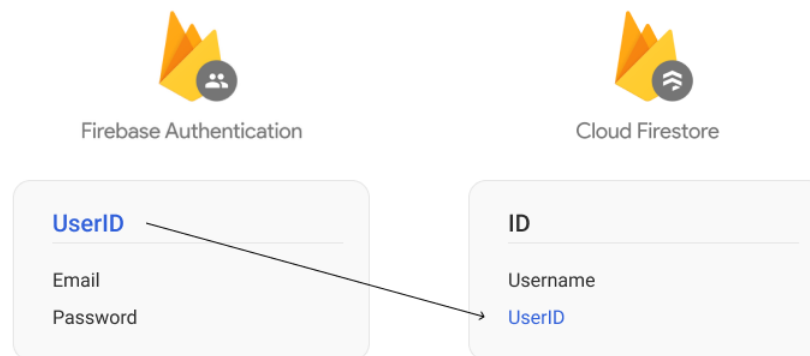 Firebase Authentication
Cloud Firestore
UserID
Email
Password
ID
Username
UserID